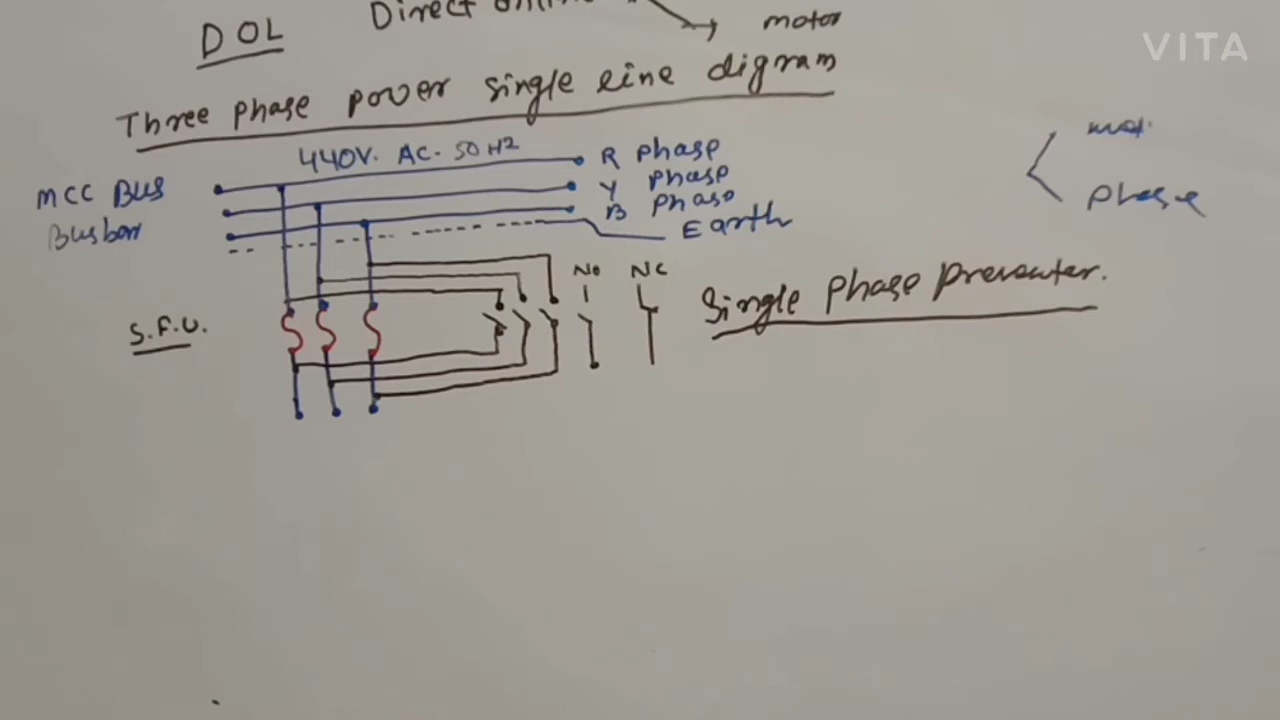 VITA
DOL Direct online
motor
Three phase power single line digram
440V. AC. 50 HZ
R phase
Y phase
B phase
Earth
MCC Bus
Busbar
phase
NO NC
Single phase preventer.
S.F.U.